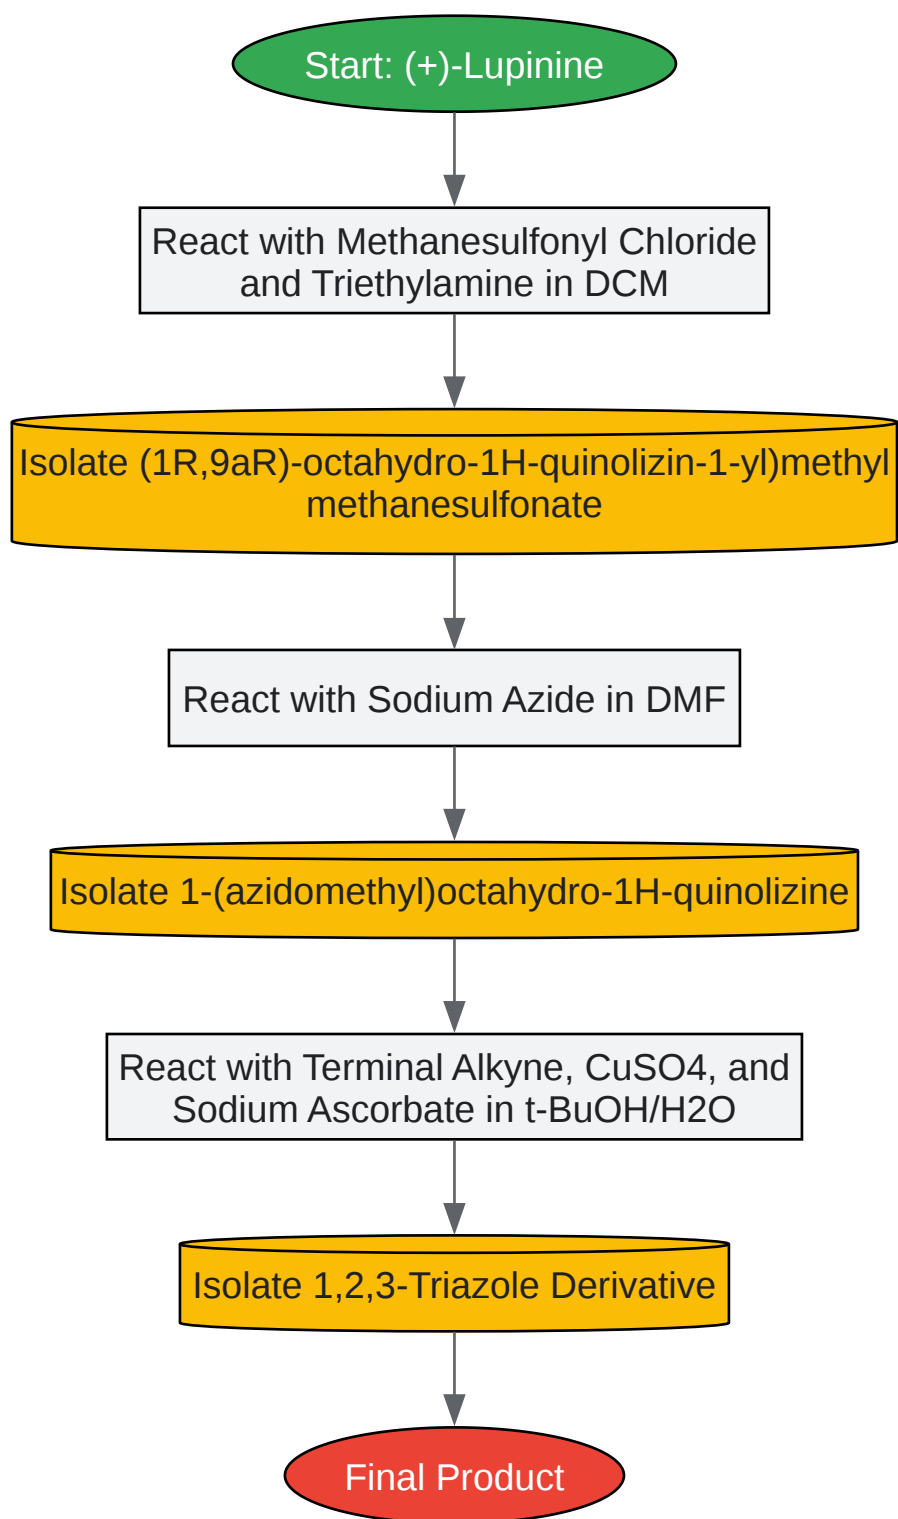 Start: (+)-Lupinine
React with Methanesulfonyl Chloride
and Triethylamine in DCM
Isolate (1R,9aR)-octahydro-1H-quinolizin-1-yl)methyl
methanesulfonate
React with Sodium Azide in DMF
Isolate 1-(azidomethyl)octahydro-1H-quinolizine
React with Terminal Alkyne, CuSO4, and
Sodium Ascorbate in t-BuOH/H2O
Isolate 1,2,3-Triazole Derivative
Final Product